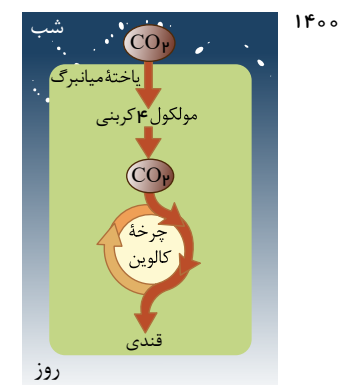 ۱۴۰۰
شب
CO۲
یاختهٔ میانبرگ
مولکول ۴ کربنی
CO۲
چرخهٔ
کالوین
قندی
روز